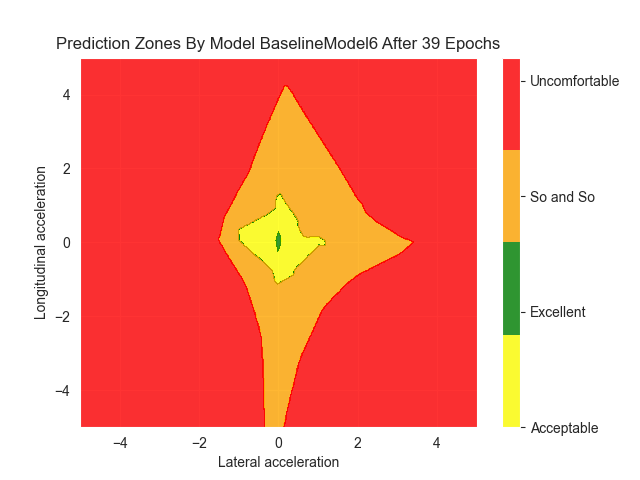 Prediction Zones By Model BaselineModel6 After 39 Epochs
Uncomfortable
So and So
Excellent
Acceptable
Longitudinal acceleration
4
2
0
−2
−4
−4
−2
0
2
4
Lateral acceleration